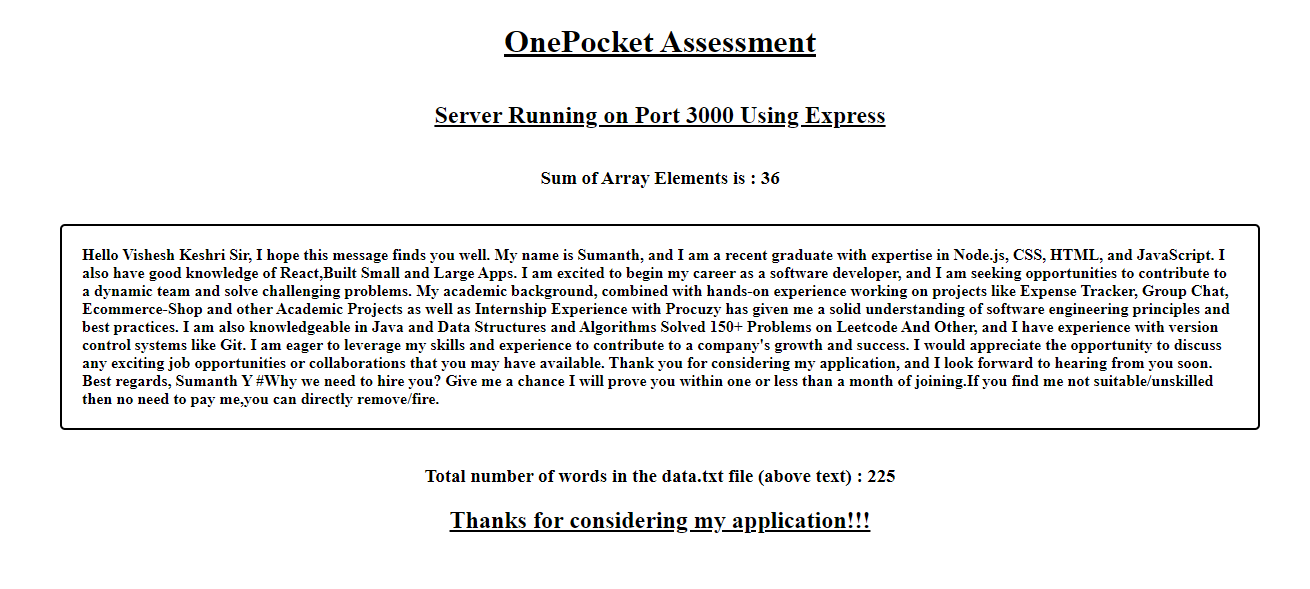 OnePocket Assessment
Server Running on Port 3000 Using Express
Sum of Array Elements is : 36
Hello Vishesh Keshri Sir, I hope this message finds you well. My name is Sumanth, and I am a recent graduate with expertise in Node.js, CSS, HTML, and JavaScript. I
also have good knowledge of React,Built Small and Large Apps. I am excited to begin my career as a software developer, and I am seeking opportunities to contribute to
a dynamic team and solve challenging problems. My academic background, combined with hands-on experience working on projects like Expense Tracker, Group Chat,
Ecommerce-Shop and other Academic Projects as well as Internship Experience with Procuzy has given me a solid understanding of software engineering principles and
best practices. I am also knowledgeable in Java and Data Structures and Algorithms Solved 150+ Problems on Leetcode And Other, and I have experience with version
control systems like Git. I am eager to leverage my skills and experience to contribute to a company's growth and success. I would appreciate the opportunity to discuss
any exciting job opportunities or collaborations that you may have available. Thank you for considering my application, and I look forward to hearing from you soon.
Best regards, Sumanth Y #Why we need to hire you? Give me a chance I will prove you within one or less than a month of joining.If you find me not suitable/unskilled
then no need to pay me,you can directly remove/fire.
Total number of words in the data.txt file (above text) : 225
Thanks for considering my application!!!